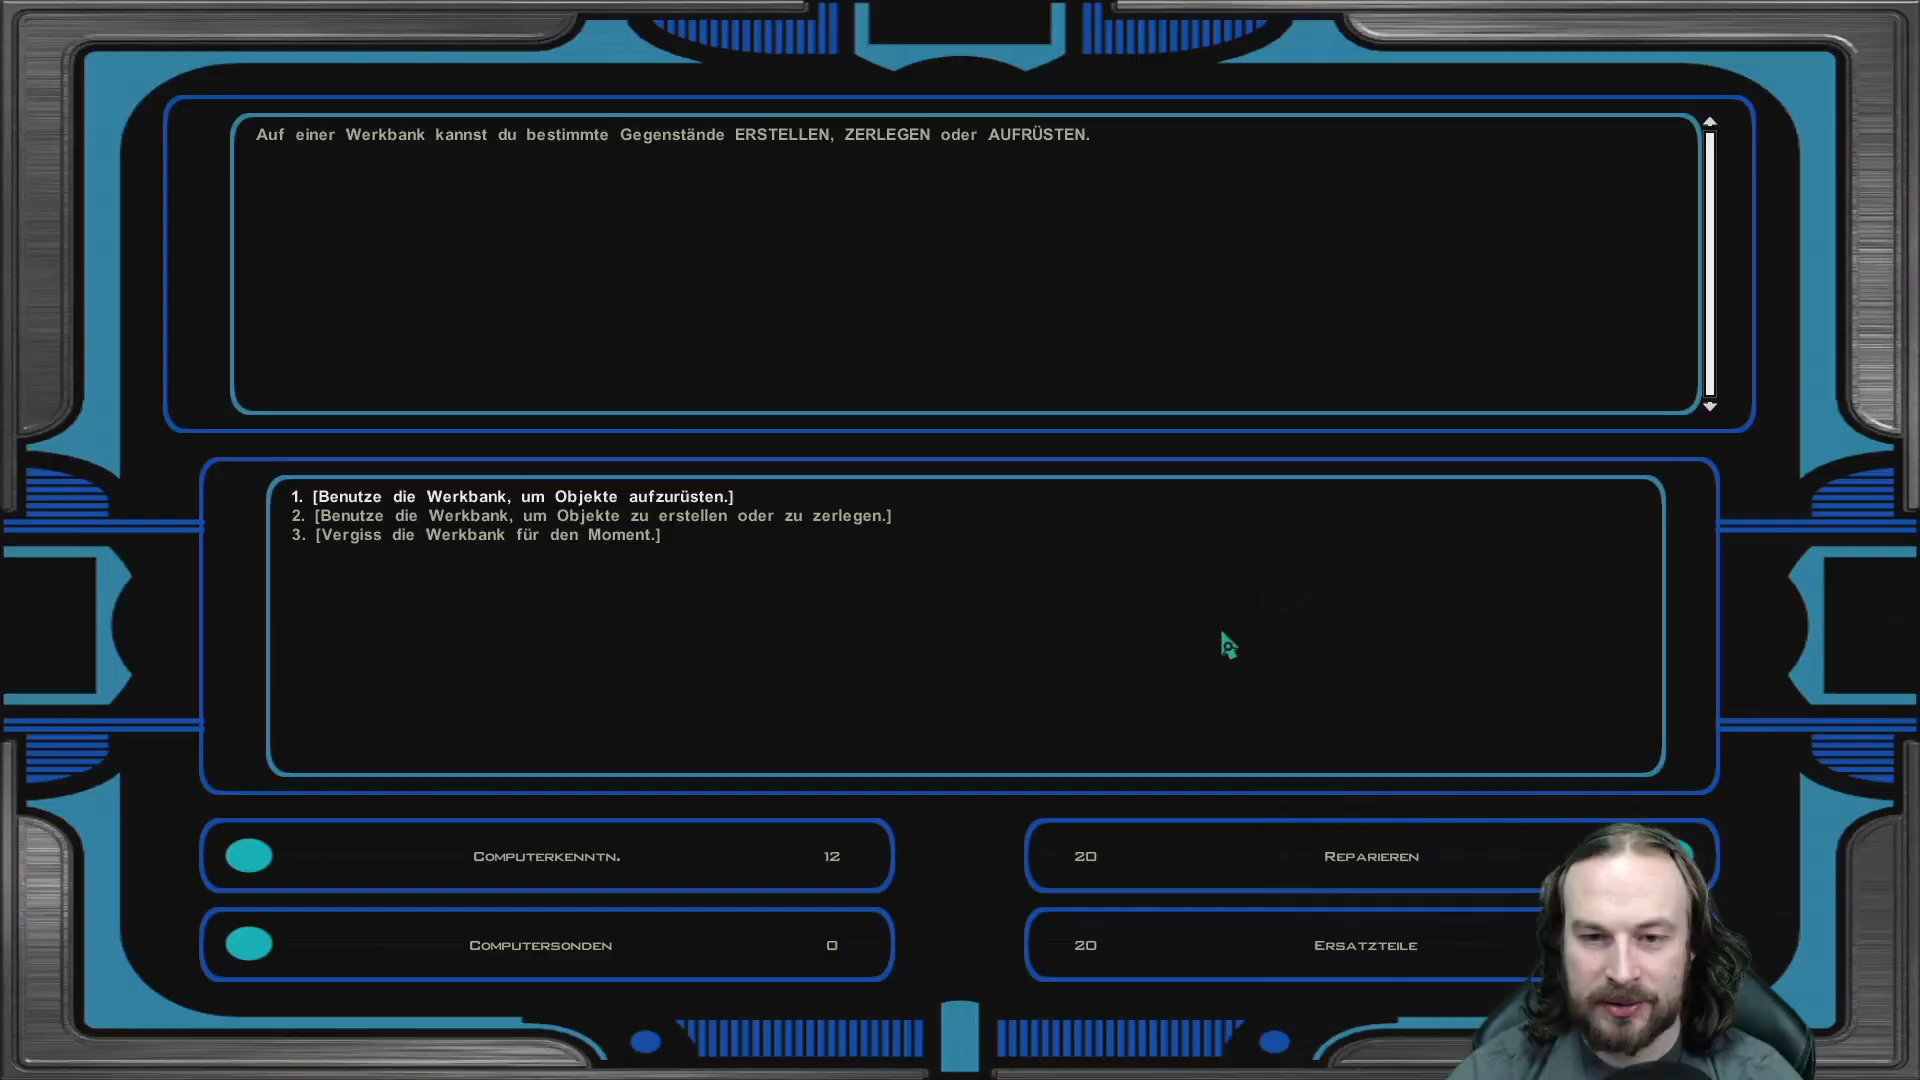 Auf einer Werkbank kannst du bestimmte Gegenstände ERSTELLEN, ZERLEGEN oder AUFRÜSTEN.
1. [Benutze die Werkbank, um Objekte aufzurüsten.]
2. [Benutze die Werkbank, um Objekte zu erstellen oder zu zerlegen.]
3. [Vergiss die Werkbank für den Moment.]
COMPUTERKENNTN. 12
20 REPARIEREN
COMPUTERSONDEN 0
20 ERSATZTEILE